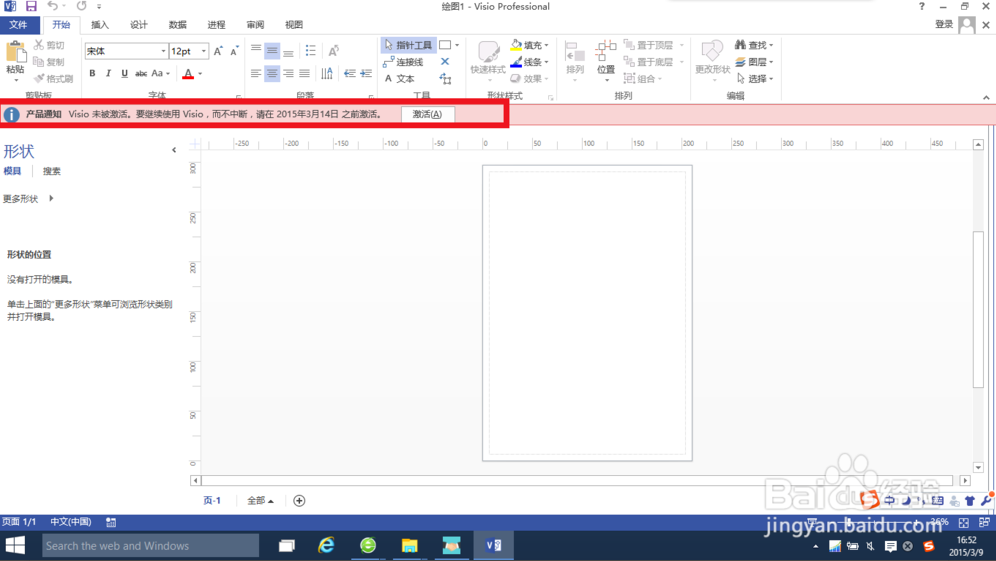 绘图1 - Visio Professional
文件 开始 插入 设计 数据 进程 审阅 视图 登录
粘贴 剪切 复制 格式刷 剪贴板
宋体 12pt B I U abc Aa A 字体
段落
指针工具 连接线 A 文本 工具
快速样式 填充 线条 效果 形状样式
排列 位置 置于顶层 置于底层 组合 排列
更改形状 查找 图层 选择 编辑
产品通知 Visio 未被激活。要继续使用 Visio，而不中断，请在 2015年3月14日 之前激活。 激活(A)
形状
模具 搜索
更多形状
形状的位置
没有打开的模具。
单击上面的"更多形状"菜单可浏览形状类别
并打开模具。
-250 -200 -150 -100 -50 0 50 100 150 200 250 300 350 400 450
300
250
200
150
100
50
0
页-1 全部
Baidu经验
jingyan.baidu.com
页面 1/1 中文(中国) 36%
Search the web and Windows
16:52
2015/3/9